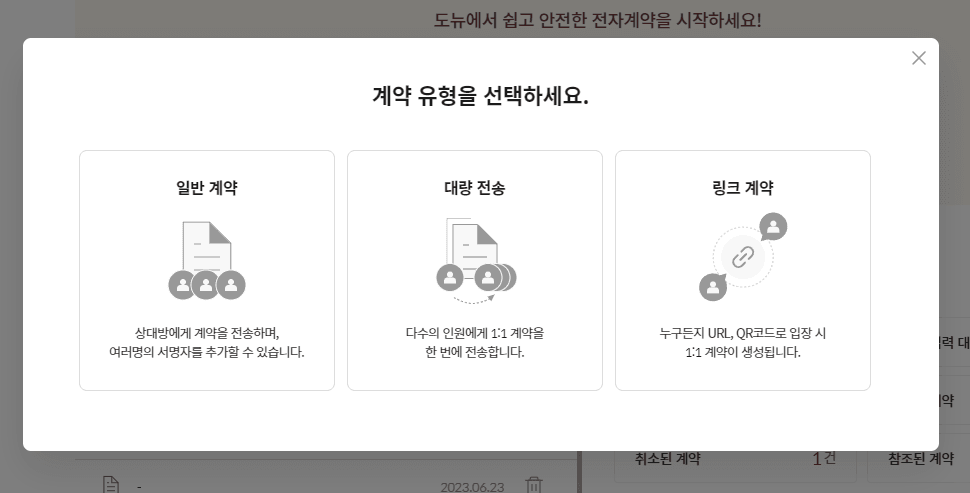 도뉴에서 쉽고 안전한 전자계약을 시작하세요!
계약 유형을 선택하세요.
일반 계약
상대방에게 계약을 전송하며,
여러명의 서명자를 추가할 수 있습니다.
대량 전송
다수의 인원에게 1:1 계약을
한 번에 전송합니다.
링크 계약
누구든지 URL, QR코드로 입장 시
1:1 계약이 생성됩니다.
력 대
약
취소된 계약
1건
참조된 계약
-
2023.06.23